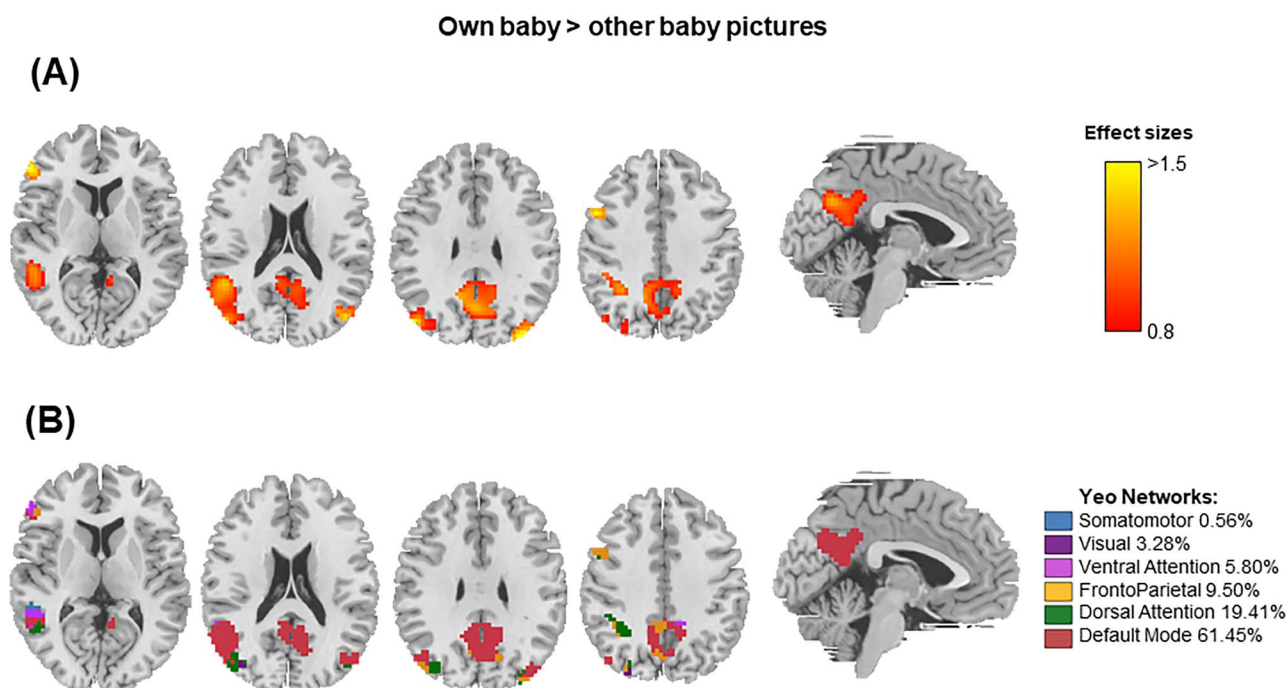 Own baby > other baby pictures
(A)
Effect sizes
>1.5
0.8
(B)
Yeo Networks:
Somatomotor 0.56%
Visual 3.28%
Ventral Attention 5.80%
FrontoParietal 9.50%
Dorsal Attention 19.41%
Default Mode 61.45%